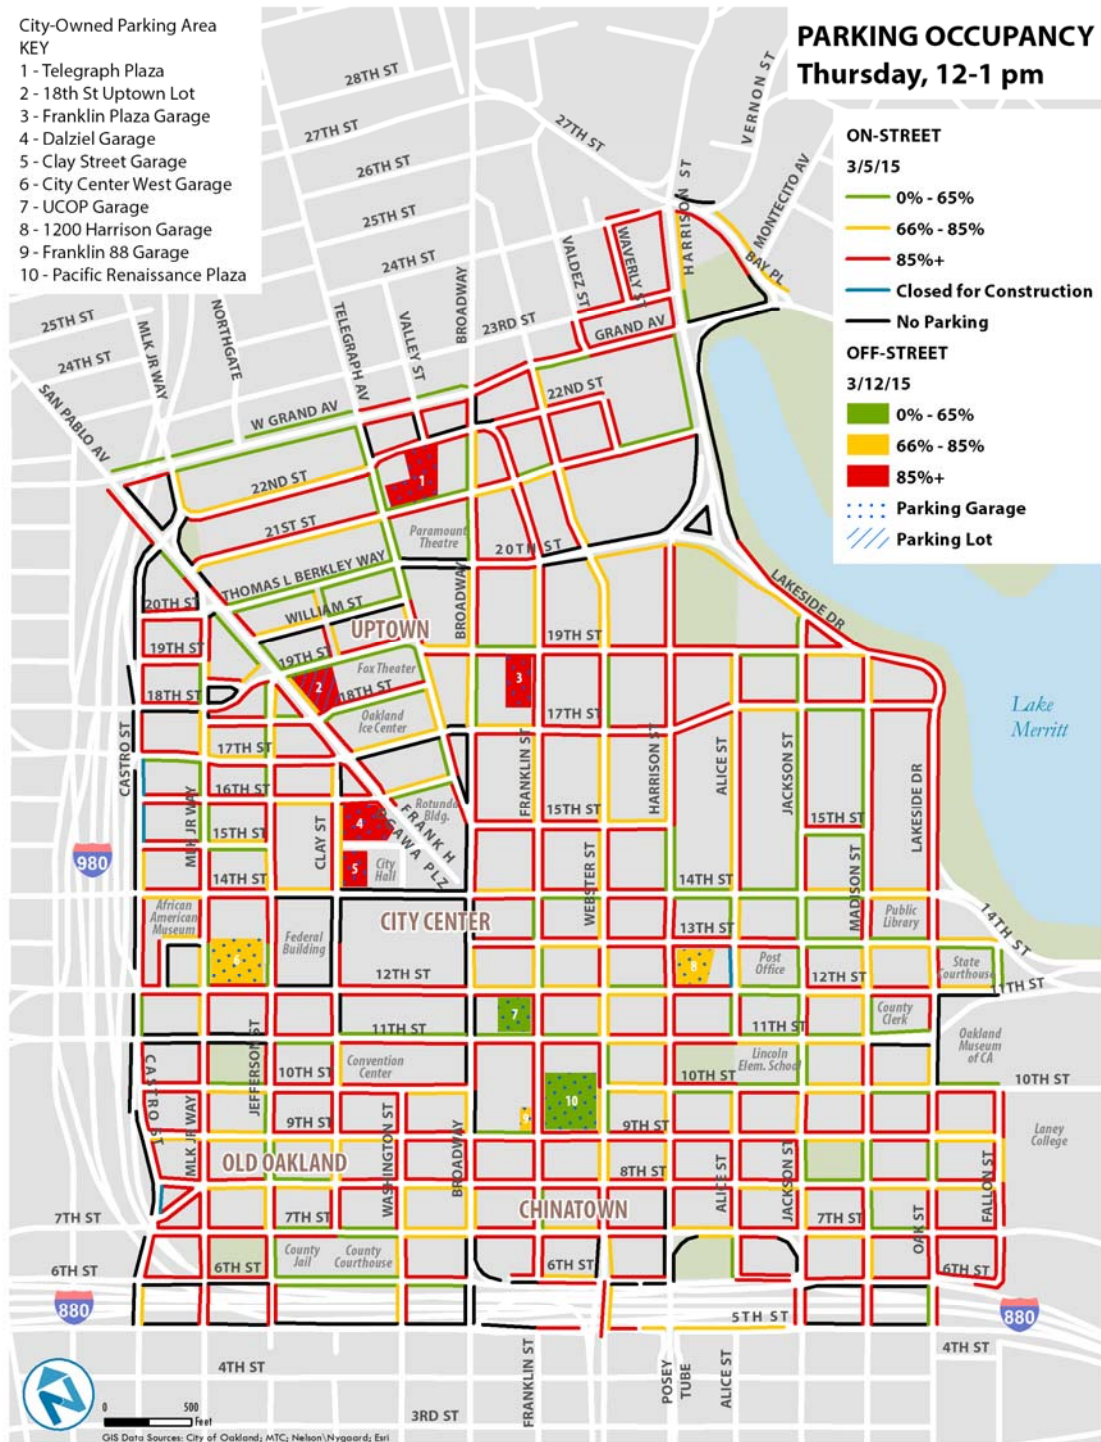 City-Owned Parking Area
KEY
1 - Telegraph Plaza
2 - 18th St Uptown Lot
3 - Franklin Plaza Garage
4 - Dalziel Garage
5 - Clay Street Garage
6 - City Center West Garage
7 - UCOP Garage
8 - 1200 Harrison Garage
9 - Franklin 88 Garage
10 - Pacific Renaissance Plaza
PARKING OCCUPANCY
Thursday, 12-1 pm
ON-STREET
3/5/15
0% - 65%
66% - 85%
85%+
Closed for Construction
No Parking
OFF-STREET
3/12/15
0% - 65%
66% - 85%
85%+
Parking Garage
Parking Lot
28TH ST
27TH ST
27TH ST
26TH ST
25TH ST
24TH ST
23RD ST
VERNON ST
MONTECITO AV
HARRISON ST
BAY PL
WAVERLY ST
VALDEZ ST
BROADWAY
VALLEY ST
TELEGRAPH AV
NORTHGATE
MLK JR WAY
25TH ST
24TH ST
SAN PABLO AV
GRAND AV
W GRAND AV
22ND ST
22ND ST
21ST ST
1
Paramount
Theatre
20TH ST
THOMAS L BERKLEY WAY
WILLIAM ST
UPTOWN
BROADWAY
LAKESIDE DR
20TH ST
19TH ST
19TH ST
19TH ST
Fox Theater
18TH ST
18TH ST
2
3
Oakland
Ice Center
17TH ST
17TH ST
Lake
Merritt
CASTRO ST
FRANKLIN ST
HARRISON ST
ALICE ST
JACKSON ST
LAKESIDE DR
16TH ST
MLK JR WAY
15TH ST
15TH ST
15TH ST
CLAY ST
Rotunda
Bldg.
FRANK H
OGAWA PLZ
4
5
City
Hall
980
14TH ST
14TH ST
WEBSTER ST
MADISON ST
14TH ST
African
American
Museum
Federal
Building
CITY CENTER
13TH ST
Public
Library
6
8
Post
Office
12TH ST
12TH ST
State
Courthouse
11TH ST
7
11TH ST
11TH ST
County
Clerk
Oakland
Museum
of CA
JEFFERSON ST
CASTRO ST
10TH ST
Convention
Center
10TH ST
Lincoln
Elem. School
10TH ST
10
9
MLK JR WAY
9TH ST
WASHINGTON ST
BROADWAY
9TH ST
Laney
College
OLD OAKLAND
8TH ST
ALICE ST
JACKSON ST
FALLON ST
OAK ST
CHINATOWN
7TH ST
7TH ST
7TH ST
County
Jail
County
Courthouse
6TH ST
6TH ST
6TH ST
6TH ST
880
880
5TH ST
4TH ST
4TH ST
FRANKLIN ST
POSEY
TUBE
ALICE ST
3RD ST
0
500
Feet
GIS Data Sources: City of Oakland; MTC; Nelson\Nygaard; Esri